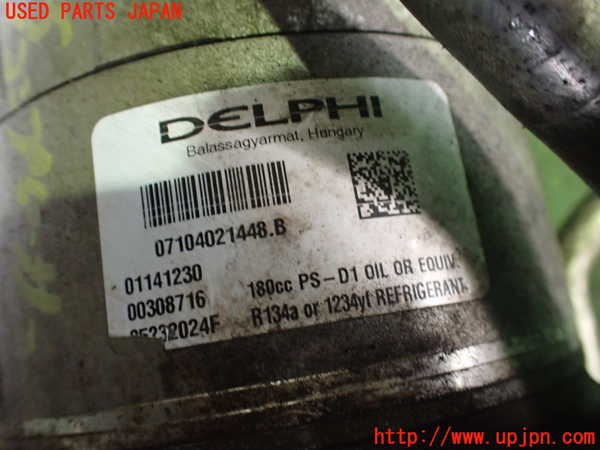 USED PARTS JAPAN
DELPHI
Balassagyarmat, Hungary
07104021448.B
01141230
00308716
180cc PS-D1 OIL OR EQUIV.
R134a or 1234yf REFRIGERANT
http://www.upjpn.com